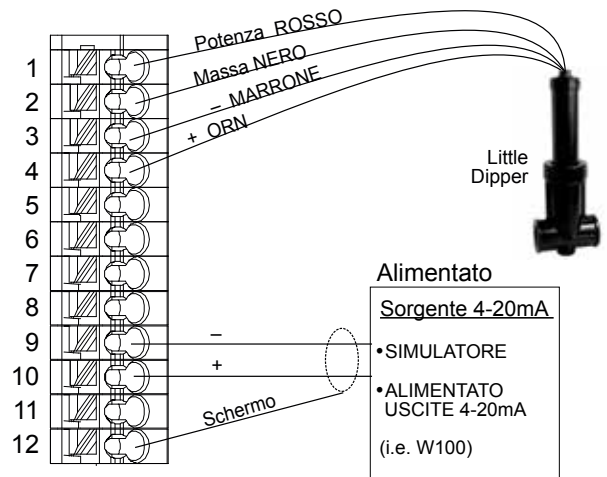 Potenza ROSSO
Massa NERO
– MARRONE
+ ORN
1
2
3
4
5
6
7
8
9
10
11
12
Little
Dipper
Alimentato
Sorgente 4-20mA
•SIMULATORE
•ALIMENTATO
USCITE 4-20mA
(i.e. W100)
–
+
Schermo